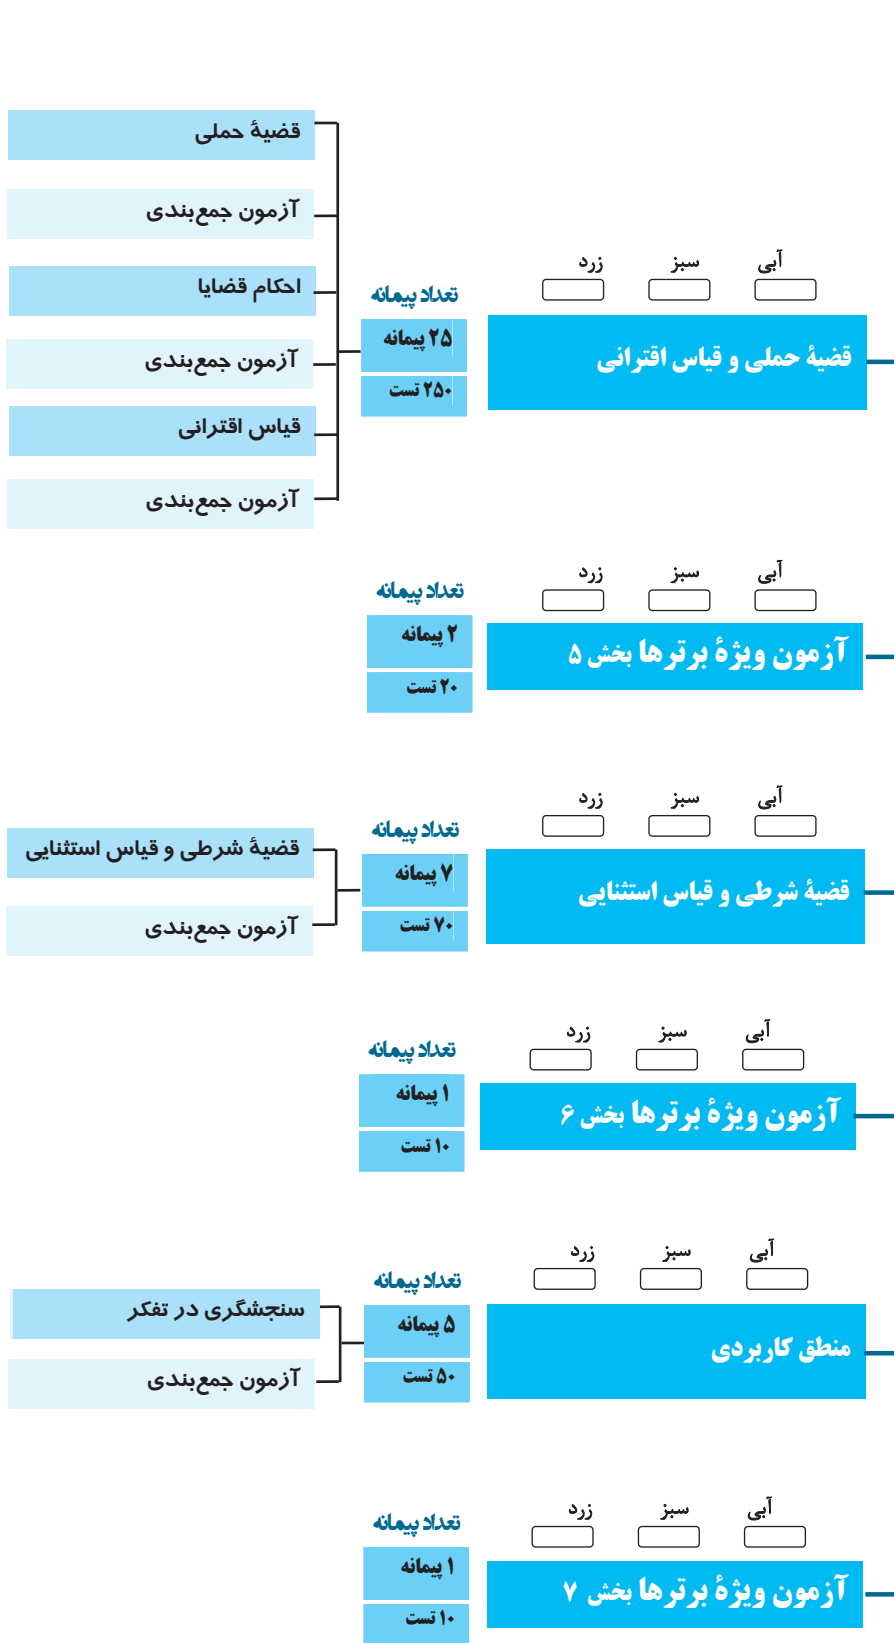 آبی سبز زرد
قضیهٔ حملی و قیاس اقترانی
تعداد پیمانه
۲۵ پیمانه
۲۵۰ تست
قضیهٔ حملی
آزمون جمع‌بندی
احکام قضایا
آزمون جمع‌بندی
قیاس اقترانی
آزمون جمع‌بندی
آبی سبز زرد
آزمون ویژهٔ برترها بخش ۵
تعداد پیمانه
۲ پیمانه
۲۰ تست
آبی سبز زرد
قضیهٔ شرطی و قیاس استثنایی
تعداد پیمانه
۷ پیمانه
۷۰ تست
قضیهٔ شرطی و قیاس استثنایی
آزمون جمع‌بندی
آبی سبز زرد
آزمون ویژهٔ برترها بخش ۶
تعداد پیمانه
۱ پیمانه
۱۰ تست
آبی سبز زرد
منطق کاربردی
تعداد پیمانه
۵ پیمانه
۵۰ تست
سنجشگری در تفکر
آزمون جمع‌بندی
آبی سبز زرد
آزمون ویژهٔ برترها بخش ۷
تعداد پیمانه
۱ پیمانه
۱۰ تست